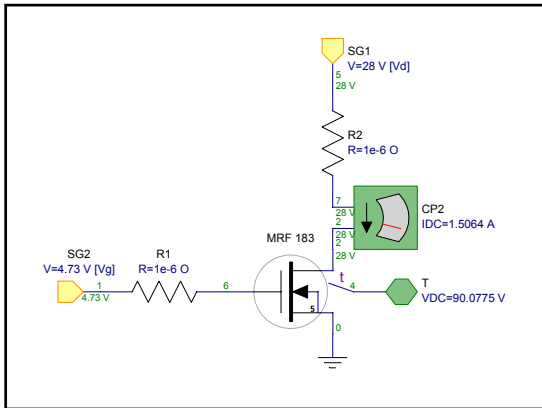 SG1
V=28 V [Vd]
5
28 V
R2
R=1e-6 O
7
28 V
2
28 V
2
28 V
CP2
IDC=1.5064 A
MRF 183
SG2
V=4.73 V [Vg]
1
4.73 V
R1
R=1e-6 O
6
t
4
T
VDC=90.0775 V
5
0